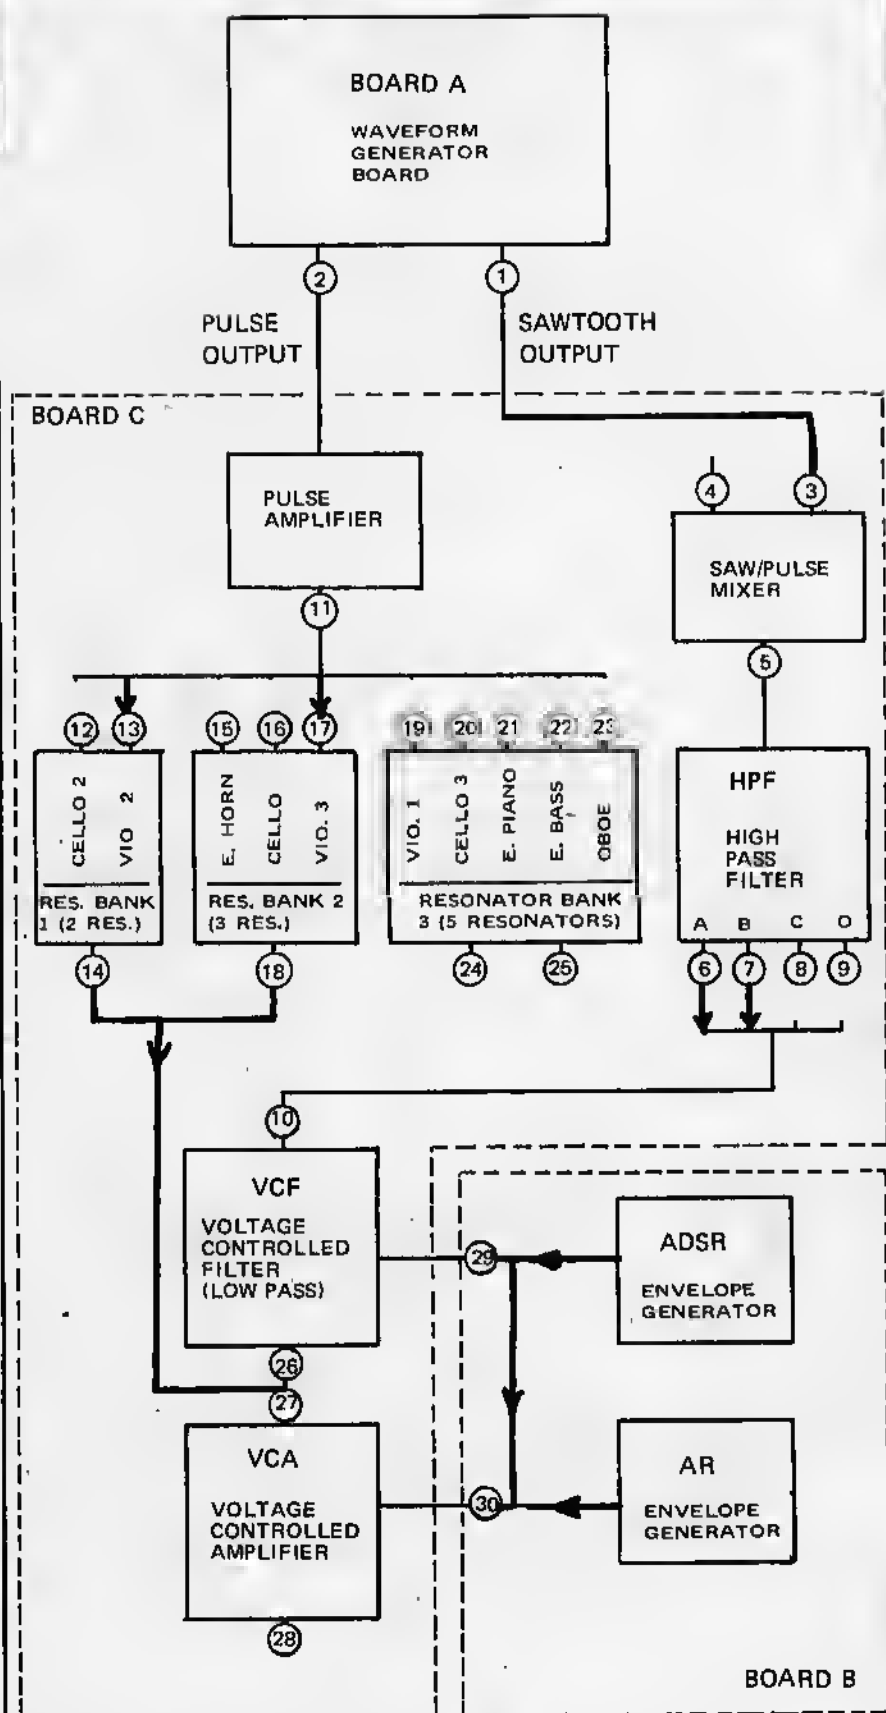 BOARD A
WAVEFORM
GENERATOR
BOARD
2
1
PULSE
OUTPUT
SAWTOOTH
OUTPUT
BOARD C
PULSE
AMPLIFIER
4
3
SAW/PULSE
MIXER
11
5
12
13
15
16
17
19
20
21
22
23
CELLO 2
VIO 2
E. HORN
CELLO
VIO. 3
VIO. 1
CELLO 3
E. PIANO
E. BASS
OBOE
RES. BANK
1 (2 RES.)
RES. BANK 2
(3 RES.)
RESONATOR BANK
3 (5 RESONATORS)
HPF
HIGH
PASS
FILTER
A B C D
14
18
24
25
6
7
8
9
10
VCF
VOLTAGE
CONTROLLED
FILTER
(LOW PASS)
29
ADSR
ENVELOPE
GENERATOR
26
27
VCA
VOLTAGE
CONTROLLED
AMPLIFIER
30
AR
ENVELOPE
GENERATOR
28
BOARD B